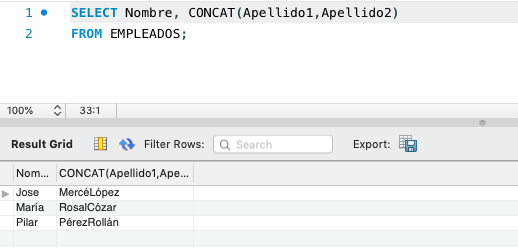 1 SELECT Nombre, CONCAT(Apellido1,Apellido2)
2 FROM EMPLEADOS;
100% 33:1
Result Grid Filter Rows: Search Export:
Nom... CONCAT(Apellido1,Ape...
Jose MercéLópez
María RosalCózar
Pilar PérezRollán